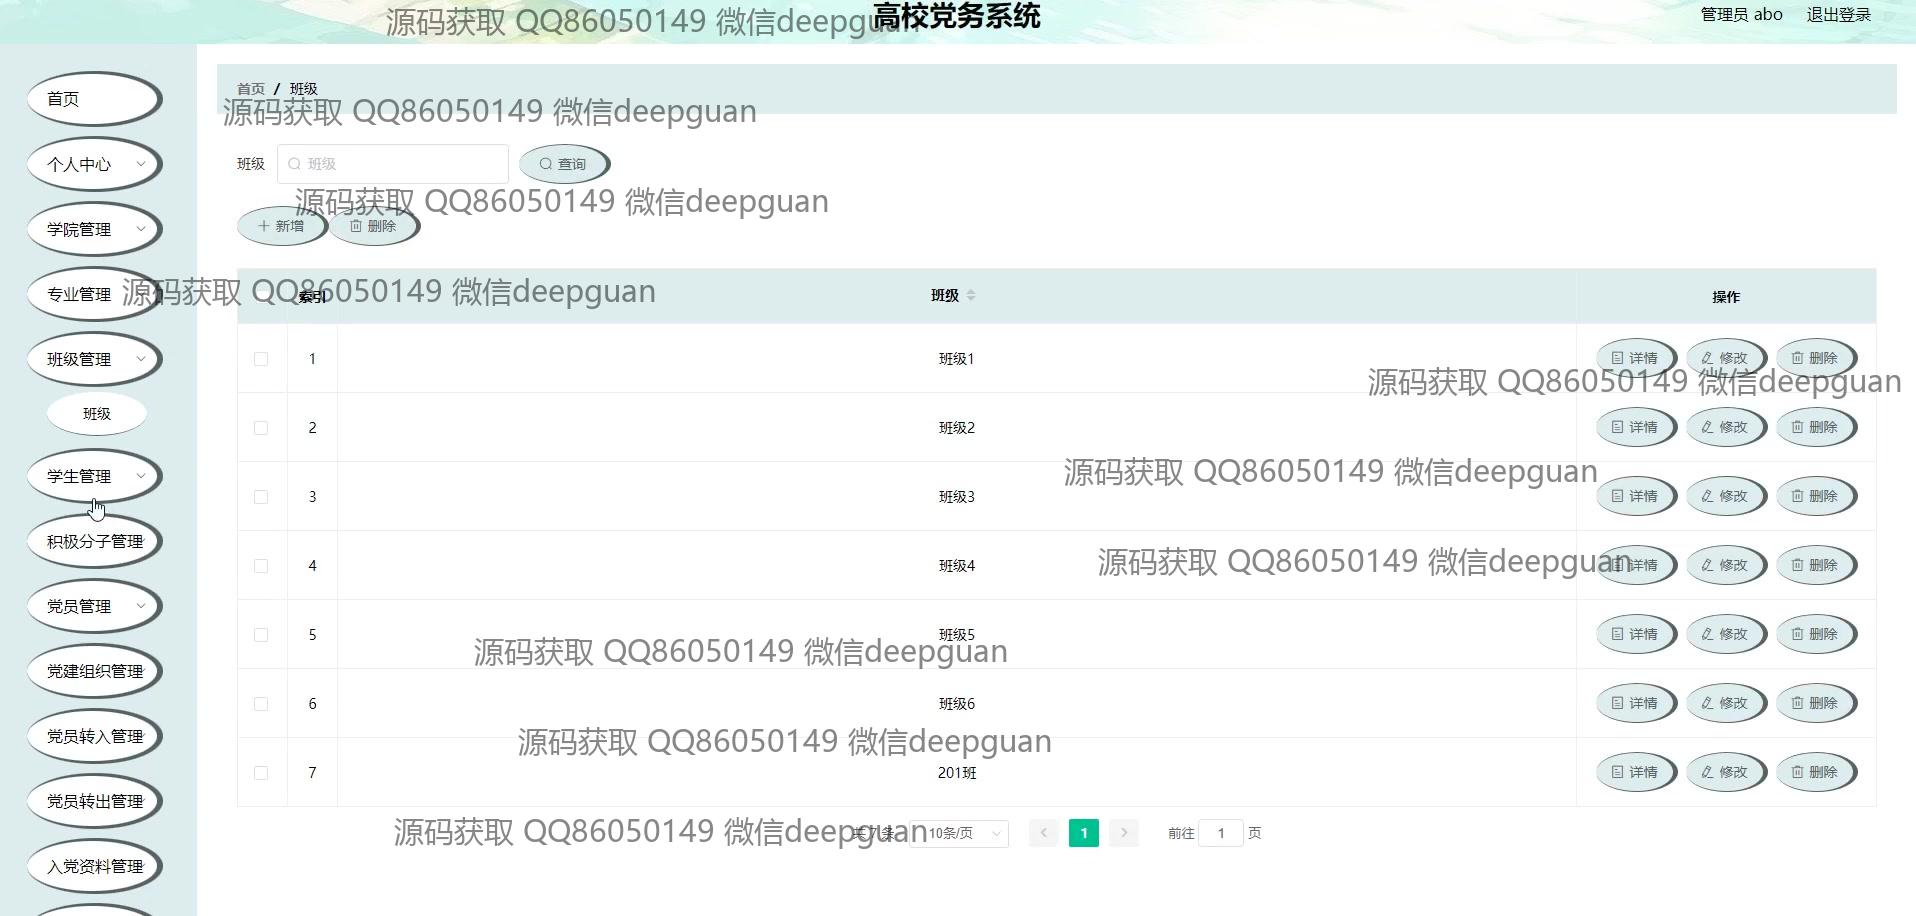 高校党务系统
管理员 abo 退出登录
源码获取 QQ86050149 微信deepguan
首页
首页 / 班级
源码获取 QQ86050149 微信deepguan
个人中心
班级 班级 查询
源码获取 QQ86050149 微信deepguan
学院管理
新增 删除
专业管理
源码获取 QQ86050149 微信deepguan
索引 班级 操作
班级管理
1 班级1 详情 修改 删除
源码获取 QQ86050149 微信deepguan
班级
2 班级2 详情 修改 删除
学生管理
源码获取 QQ86050149 微信deepguan
3 班级3 详情 修改 删除
积极分子管理
源码获取 QQ86050149 微信deepguan
4 班级4 详情 修改 删除
党员管理
5 班级5 详情 修改 删除
源码获取 QQ86050149 微信deepguan
党建组织管理
6 班级6 详情 修改 删除
党员转入管理
源码获取 QQ86050149 微信deepguan
7 201班 详情 修改 删除
党员转出管理
源码获取 QQ86050149 微信deepguan
共 7 条 10条/页 1 前往 1 页
入党资料管理